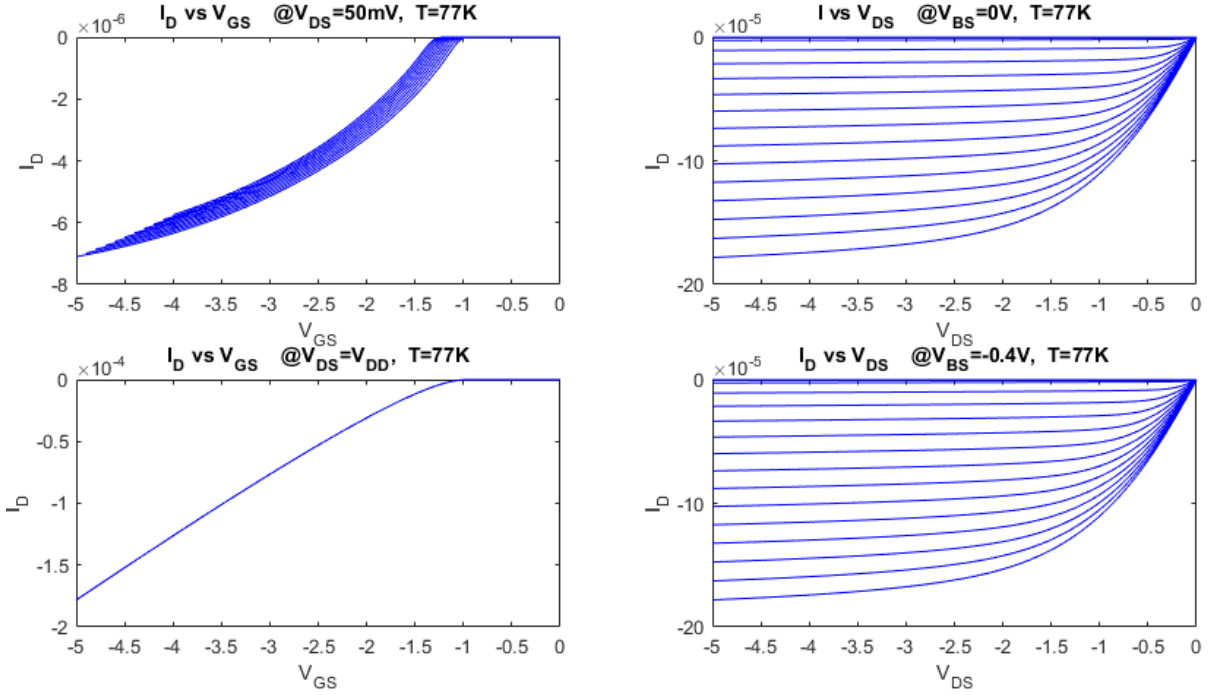 I_D vs V_GS @V_DS=50mV, T=77K
×10^-6
0
-2
-4
-6
-8
I_D
-5 -4.5 -4 -3.5 -3 -2.5 -2 -1.5 -1 -0.5 0
V_GS
I vs V_DS @V_BS=0V, T=77K
×10^-5
0
-10
-20
I_D
-5 -4.5 -4 -3.5 -3 -2.5 -2 -1.5 -1 -0.5 0
V_DS
I_D vs V_GS @V_DS=V_DD, T=77K
×10^-4
0
-0.5
-1
-1.5
-2
I_D
-5 -4.5 -4 -3.5 -3 -2.5 -2 -1.5 -1 -0.5 0
V_GS
I_D vs V_DS @V_BS=-0.4V, T=77K
×10^-5
0
-10
-20
I_D
-5 -4.5 -4 -3.5 -3 -2.5 -2 -1.5 -1 -0.5 0
V_DS